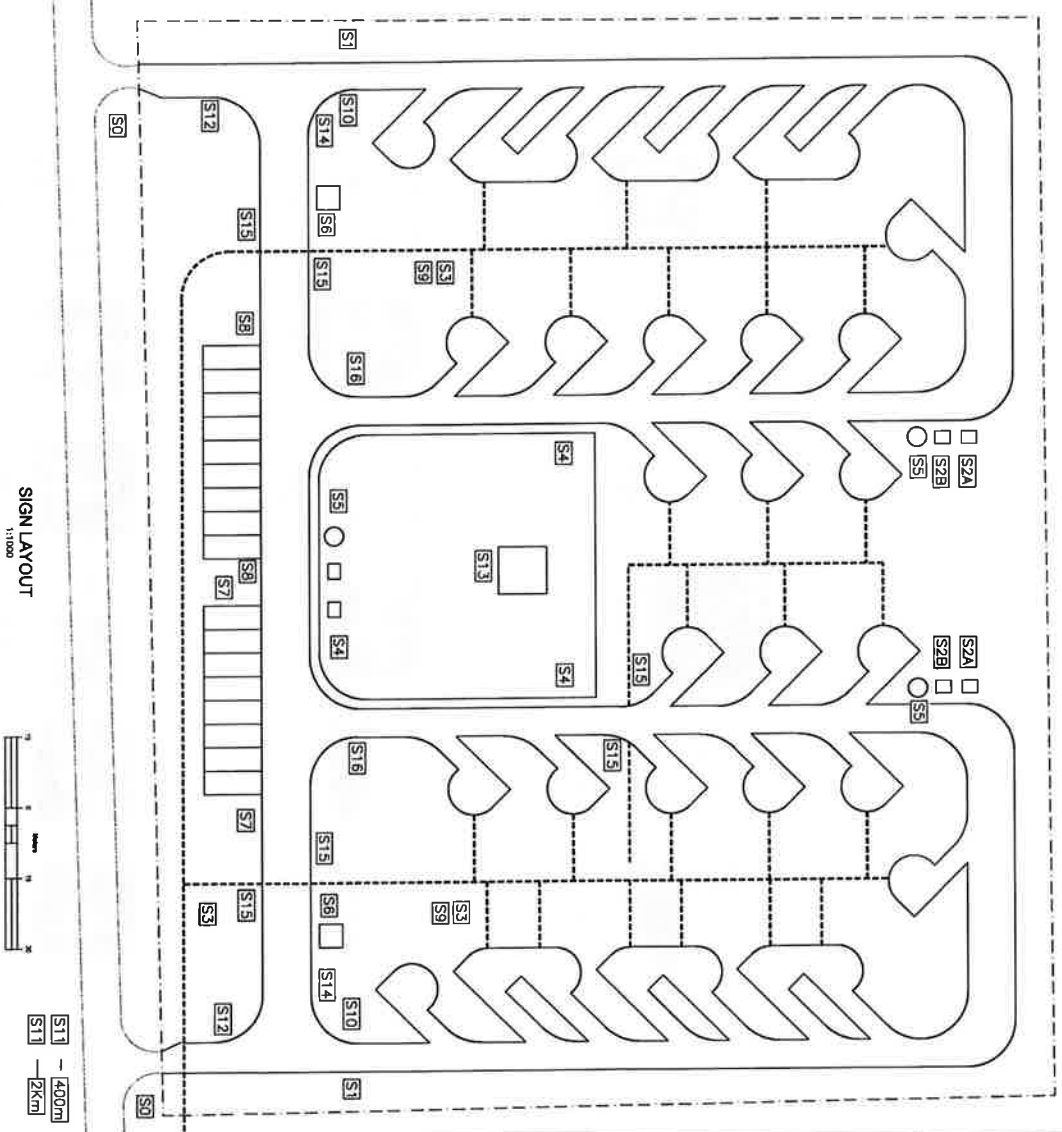 S2A S2A
S2B S2B
S5 S5
S15
S15
S4 S4
S13
S3 S3
S9 S9
S16 S16
S1 S10 S10 S1
S5 S4
S14 S6 S15 S15 S6 S14
S15 S8 S8 S7 S15
S12 S7 S12
S3
S0 S0
S11 - 400m
S11 — 2Km
SIGN LAYOUT
1:1000